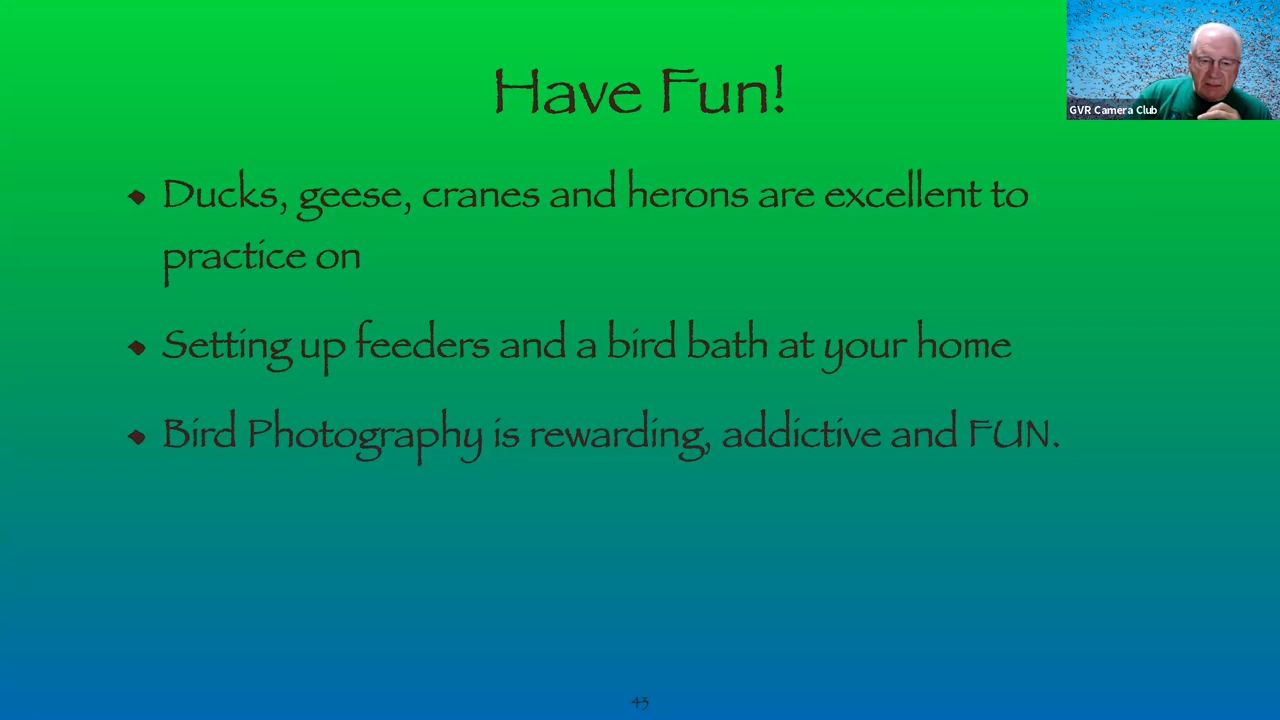 Have Fun!
GVR Camera Club
Ducks, geese, cranes and herons are excellent to
practice on
Setting up feeders and a bird bath at your home
Bird Photography is rewarding, addictive and FUN.
43